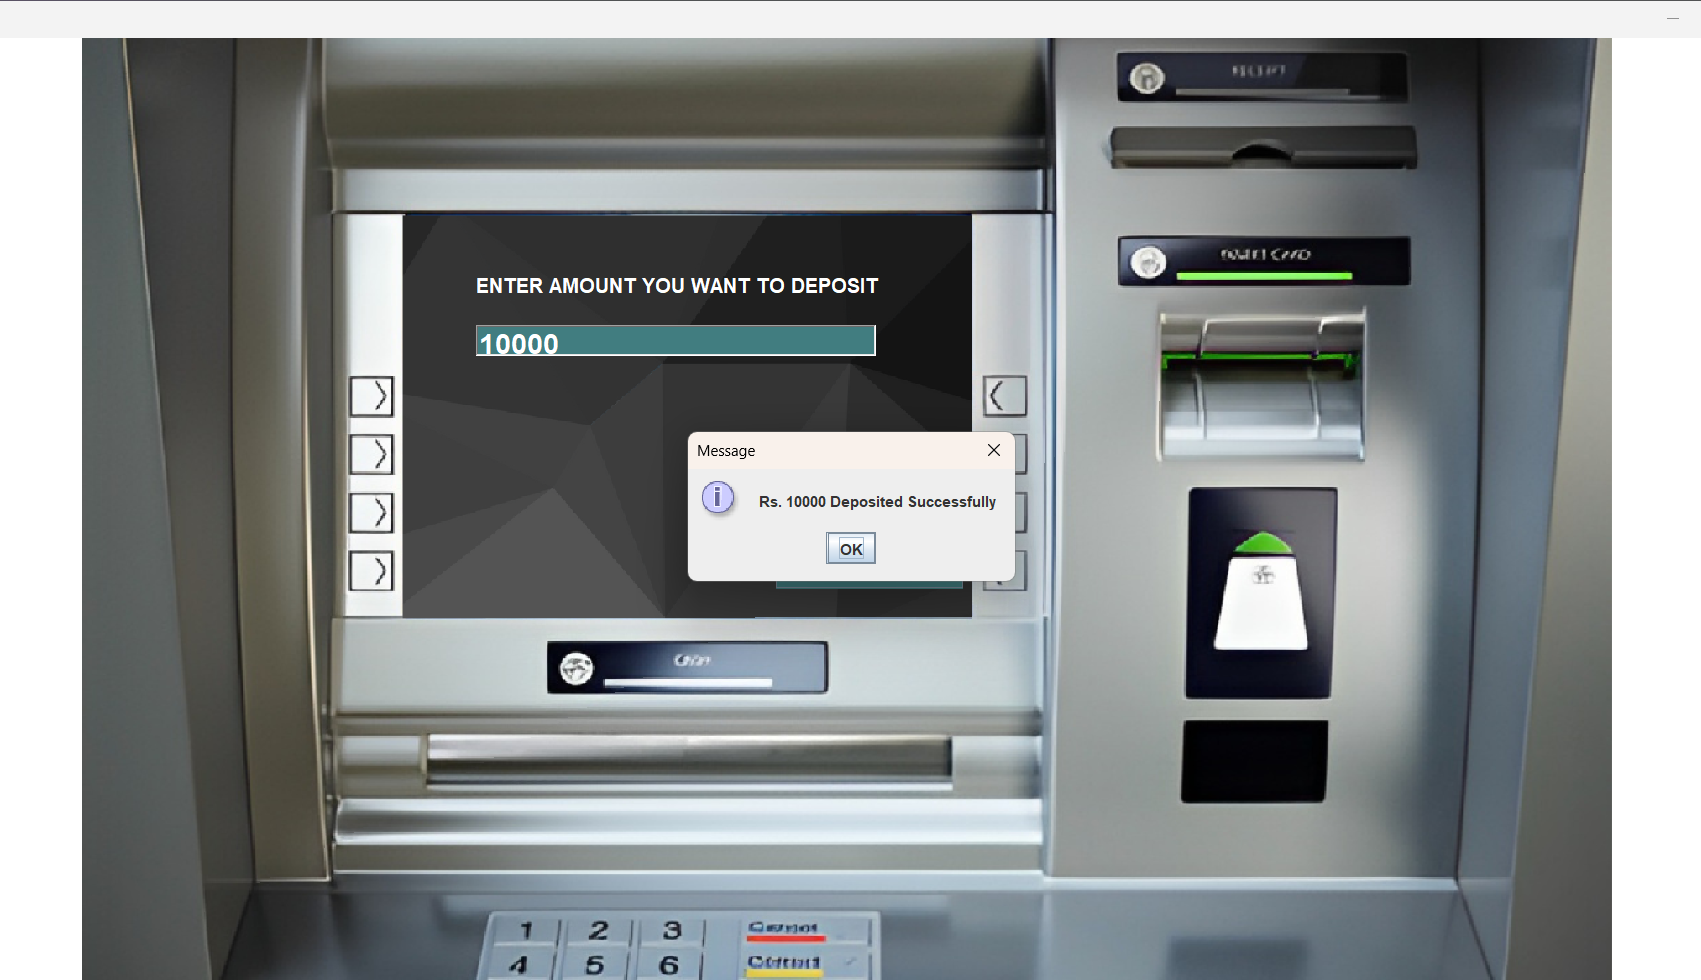 ENTER AMOUNT YOU WANT TO DEPOSIT
10000
Message
i
Rs. 10000 Deposited Successfully
OK
1 2 3
4 5 6